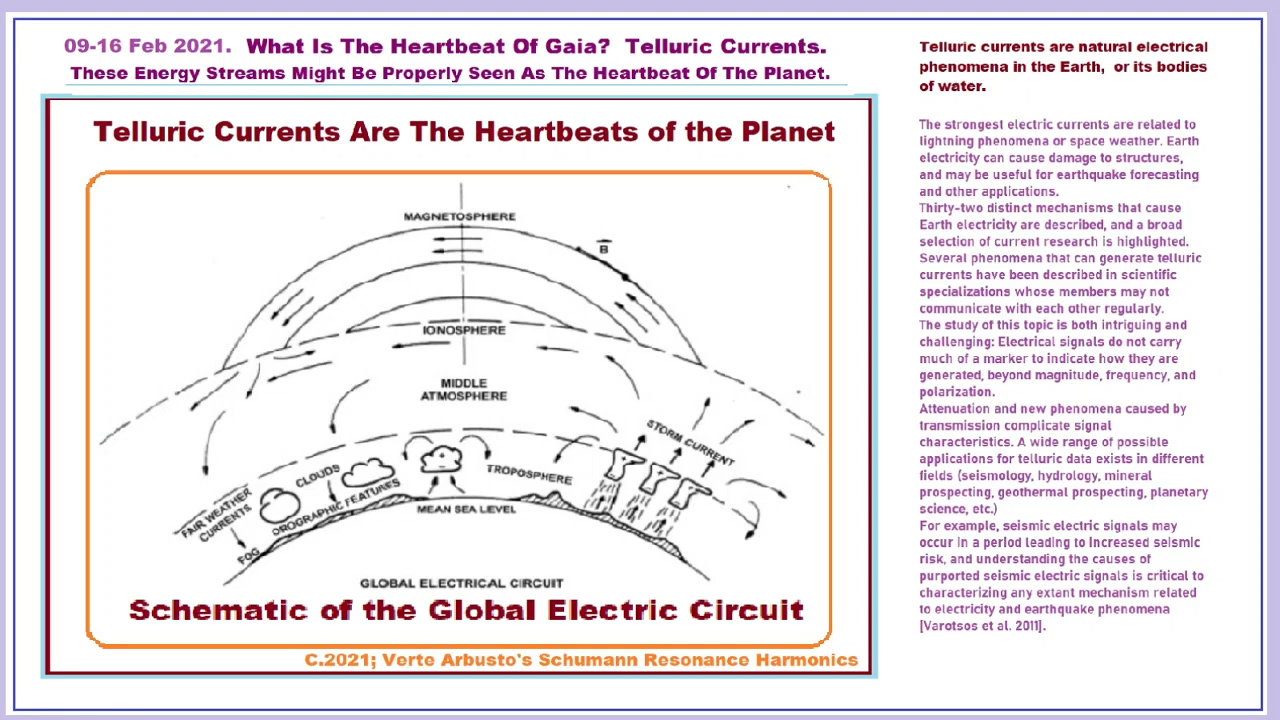 09-16 Feb 2021. What Is The Heartbeat Of Gaia? Telluric Currents.
These Energy Streams Might Be Properly Seen As The Heartbeat Of The Planet.
Telluric Currents Are The Heartbeats of the Planet
MAGNETOSPHERE
B
IONOSPHERE
MIDDLE
ATMOSPHERE
STORM CURRENT
CLOUDS
TROPOSPHERE
OROGRAPHIC FEATURES
FAIR WEATHER
CURRENTS
MEAN SEA LEVEL
FOG
GLOBAL ELECTRICAL CIRCUIT
Schematic of the Global Electric Circuit
C.2021; Verte Arbusto's Schumann Resonance Harmonics
Telluric currents are natural electrical
phenomena in the Earth, or its bodies
of water.
The strongest electric currents are related to
lightning phenomena or space weather. Earth
electricity can cause damage to structures,
and may be useful for earthquake forecasting
and other applications.
Thirty-two distinct mechanisms that cause
Earth electricity are described, and a broad
selection of current research is highlighted.
Several phenomena that can generate telluric
currents have been described in scientific
specializations whose members may not
communicate with each other regularly.
The study of this topic is both intriguing and
challenging: Electrical signals do not carry
much of a marker to indicate how they are
generated, beyond magnitude, frequency, and
polarization.
Attenuation and new phenomena caused by
transmission complicate signal
characteristics. A wide range of possible
applications for telluric data exists in different
fields (seismology, hydrology, mineral
prospecting, geothermal prospecting, planetary
science, etc.)
For example, seismic electric signals may
occur in a period leading to increased seismic
risk, and understanding the causes of
purported seismic electric signals is critical to
characterizing any extant mechanism related
to electricity and earthquake phenomena
[Varotsos et al. 2011].